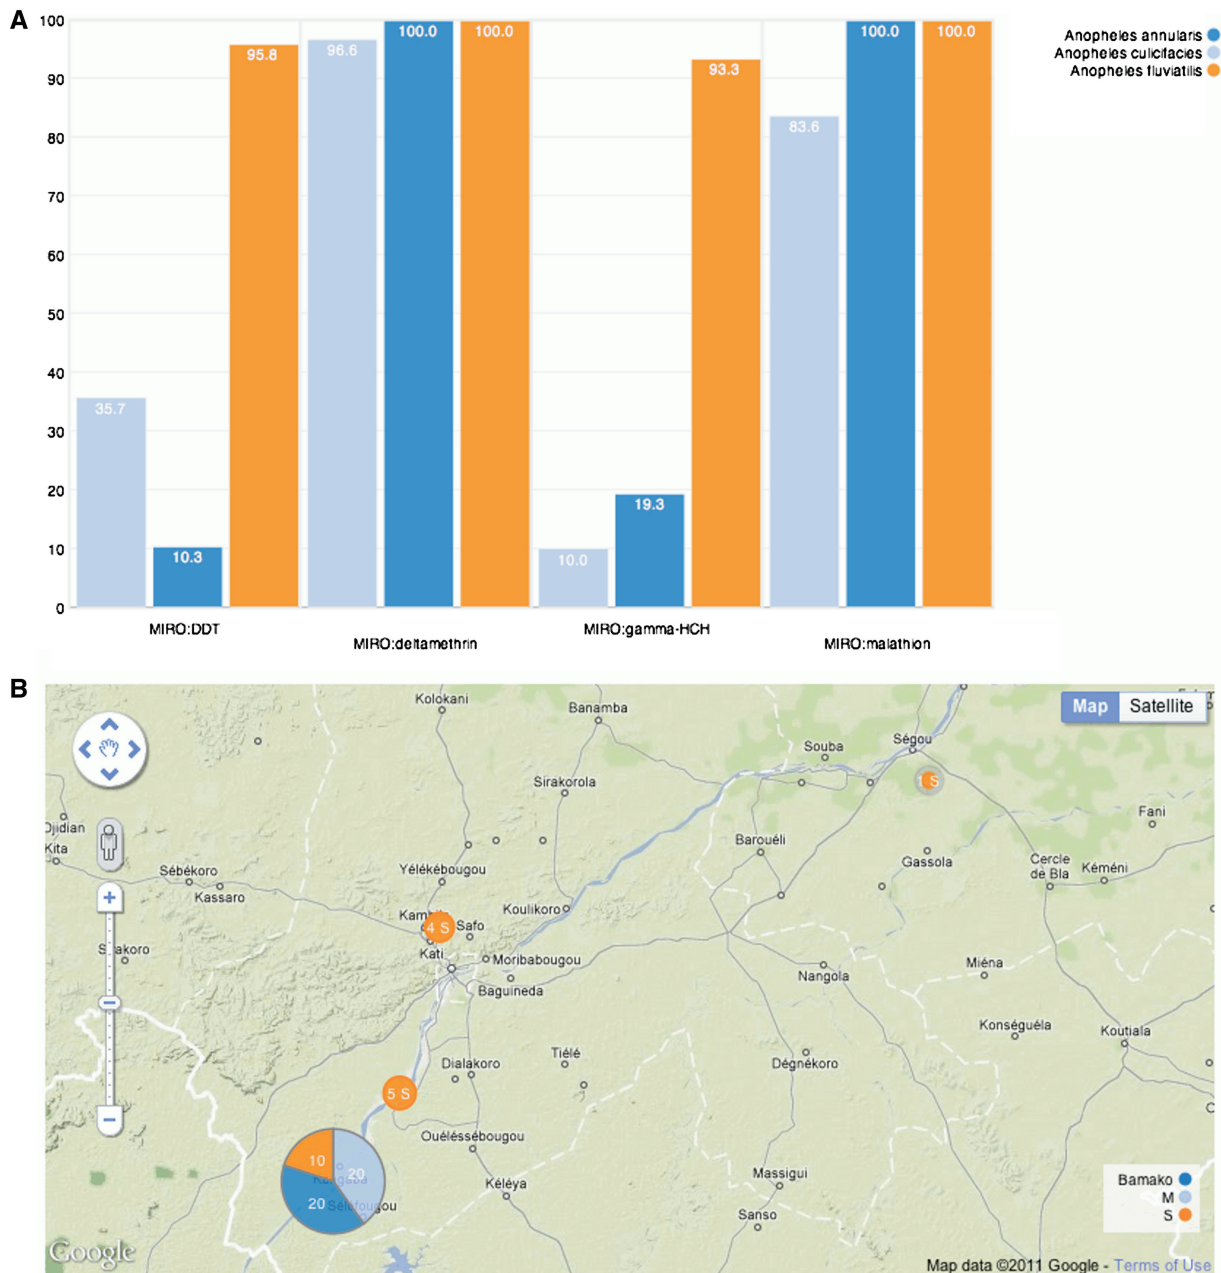 A
100
90
80
70
60
50
40
30
20
10
0
35.7
10.3
95.8
96.6
100.0
100.0
10.0
19.3
93.3
83.6
100.0
100.0
MIRO:DDT
MIRO:deltamethrin
MIRO:gamma-HCH
MIRO:malathion
Anopheles annularis
Anopheles culicifacies
Anopheles fluviatilis
B
Map Satellite
Kolokani
Banamba
Ségou
Souba
Sirakorola
S
Fani
Djidian
Kita
Barouéli
Gassola
Cercle
de Bla
Kéméni
Sébékoro
Kassaro
Yélékébougou
Koulikoro
4 S
Safo
Kati
Moribabougou
Baguineda
Nangola
Miéna
Konséguéla
Koutiala
Dialakoro
Tiélé
Dégnékoro
5 S
Ouéléssébougou
10
20
20
Kéléya
Massigui
Sanso
Bamako
M
S
Google
Map data ©2011 Google - Terms of Use